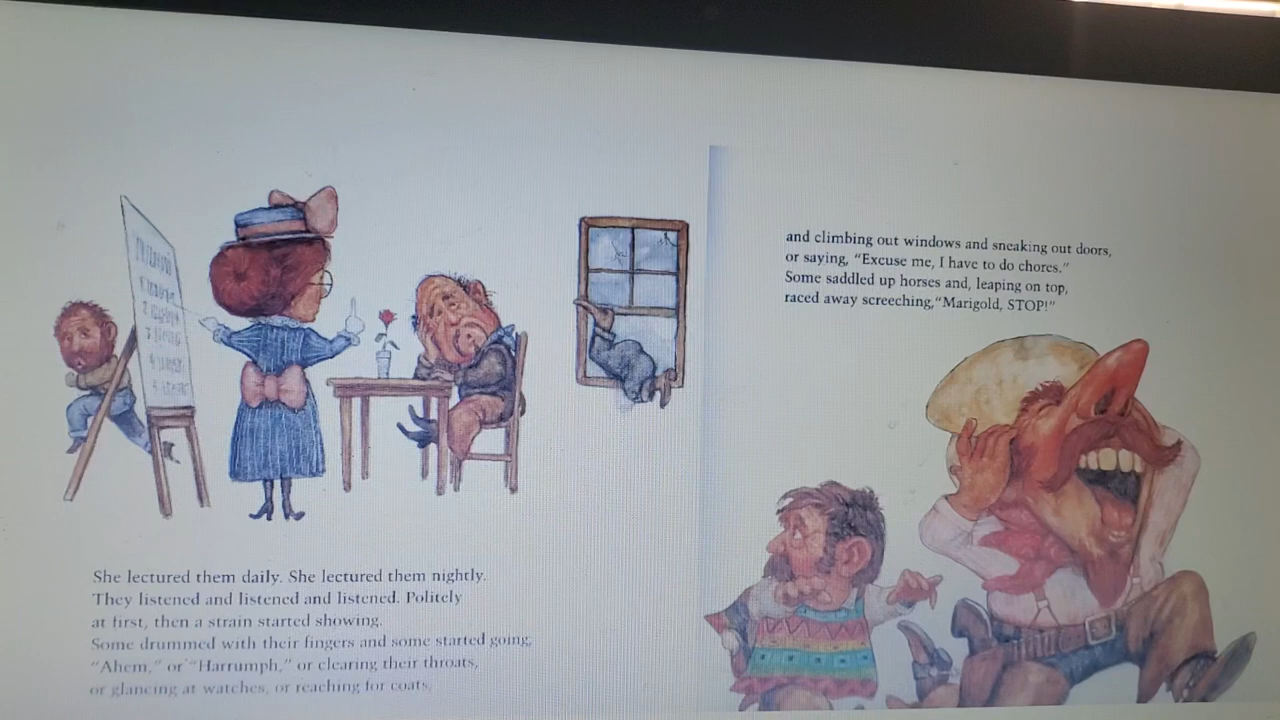 She lectured them daily. She lectured them nightly.
They listened and listened and listened. Politely
at first, then a strain started showing.
Some drummed with their fingers and some started going,
"Ahem," or "Harrumph," or clearing their throats,
or glancing at watches, or reaching for coats,
and climbing out windows and sneaking out doors,
or saying, "Excuse me, I have to do chores."
Some saddled up horses and, leaping on top,
raced away screeching,"Marigold, STOP!"